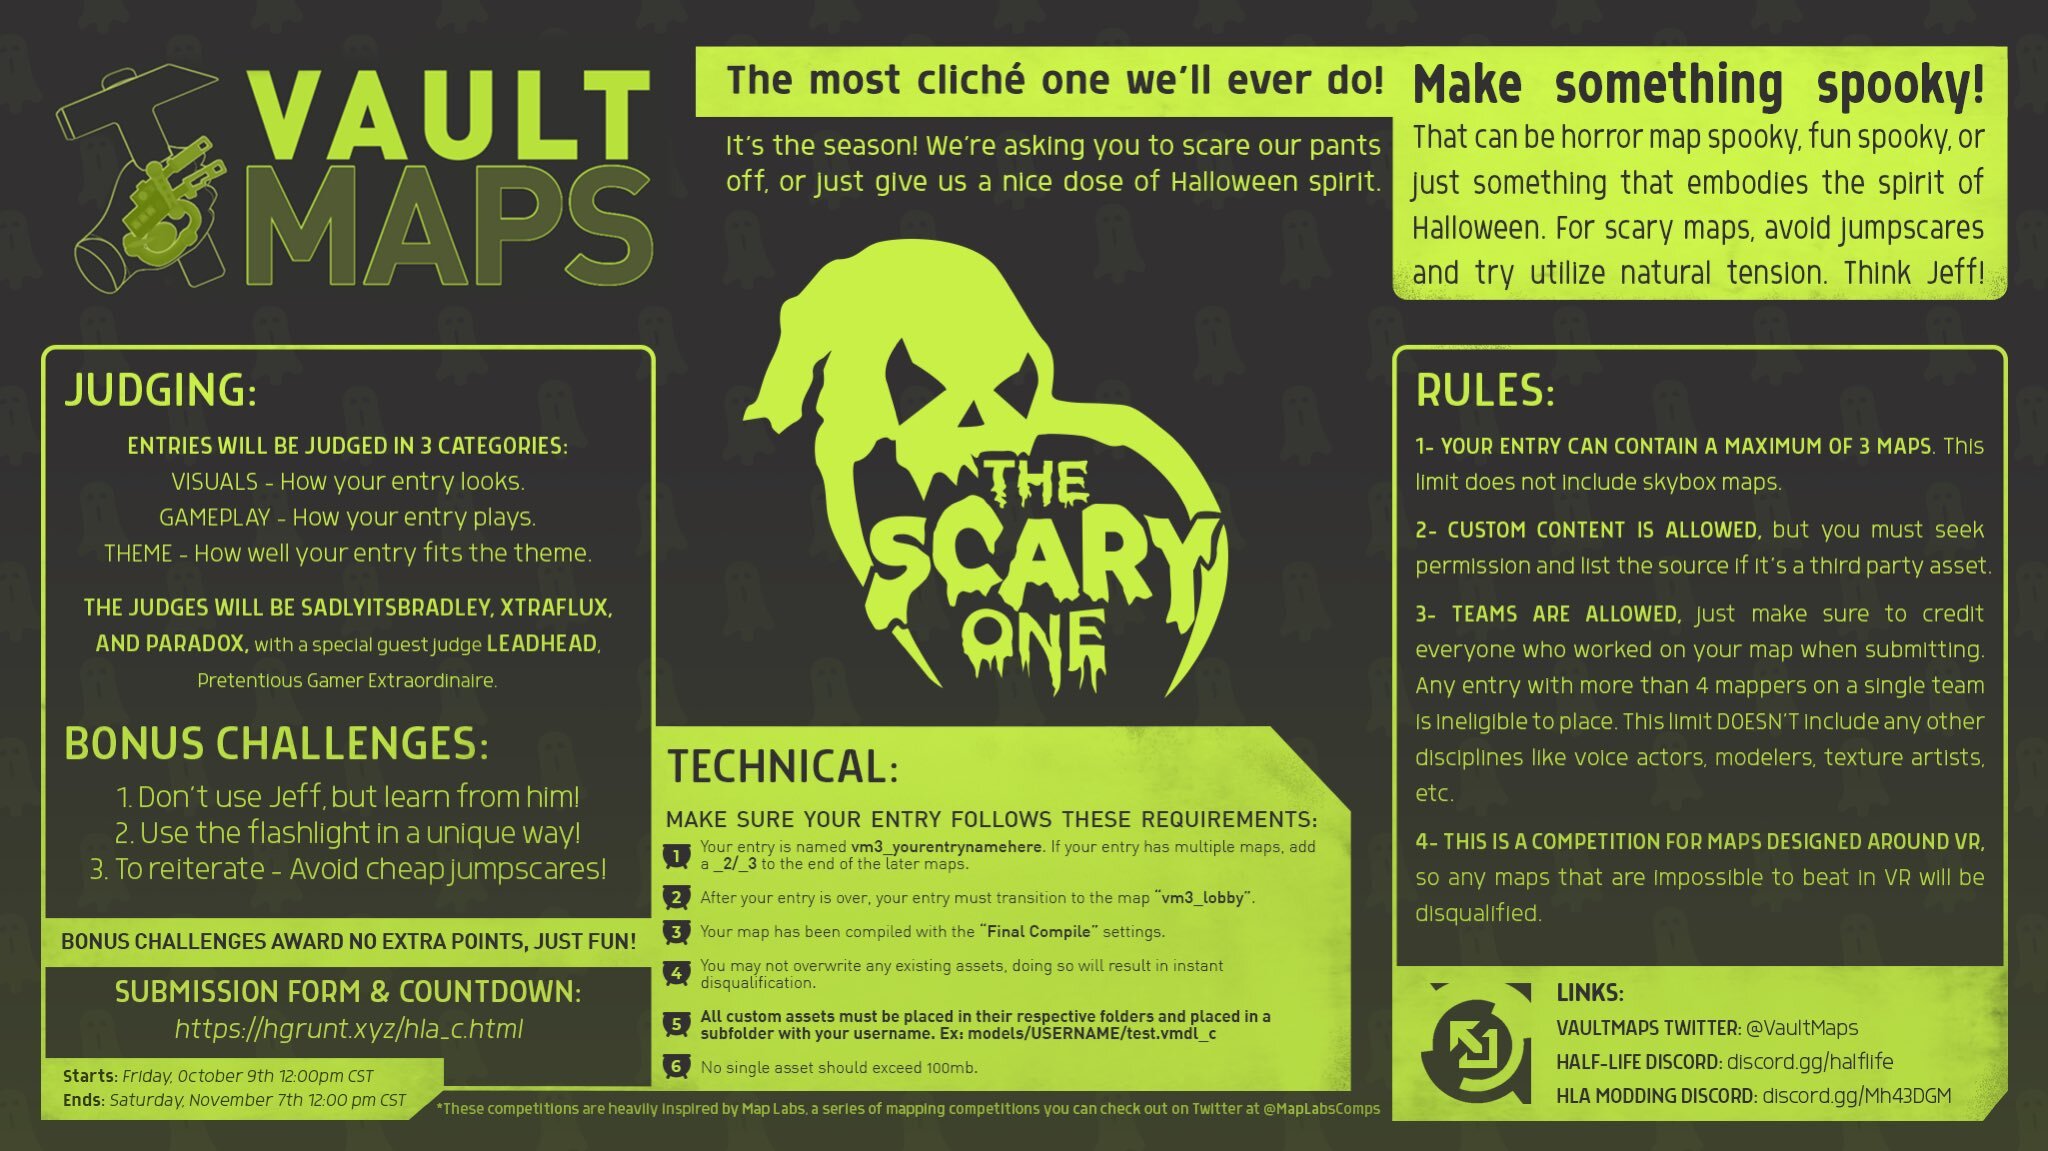 VAULT
MAPS
The most cliché one we'll ever do!
It's the season! We're asking you to scare our pants
off, or just give us a nice dose of Halloween spirit.
Make something spooky!
That can be horror map spooky, fun spooky, or
just something that embodies the spirit of
Halloween. For scary maps, avoid jumpscares
and try utilize natural tension. Think Jeff!
THE
SCARY
ONE
JUDGING:
ENTRIES WILL BE JUDGED IN 3 CATEGORIES:
VISUALS - How your entry looks.
GAMEPLAY - How your entry plays.
THEME - How well your entry fits the theme.
THE JUDGES WILL BE SADLYITSBRADLEY, XTRAFLUX,
AND PARADOX, with a special guest judge LEADHEAD,
Pretentious Gamer Extraordinaire.
BONUS CHALLENGES:
1. Don't use Jeff, but learn from him!
2. Use the flashlight in a unique way!
3. To reiterate - Avoid cheap jumpscares!
BONUS CHALLENGES AWARD NO EXTRA POINTS, JUST FUN!
SUBMISSION FORM & COUNTDOWN:
https://hgrunt.xyz/hla_c.html
Starts: Friday, October 9th 12:00pm CST
Ends: Saturday, November 7th 12:00 pm CST
TECHNICAL:
MAKE SURE YOUR ENTRY FOLLOWS THESE REQUIREMENTS:
1 Your entry is named vm3_yourentrynamehere. If your entry has multiple maps, add
a _2/_3 to the end of the later maps.
2 After your entry is over, your entry must transition to the map "vm3_lobby".
3 Your map has been compiled with the "Final Compile" settings.
4 You may not overwrite any existing assets, doing so will result in instant
disqualification.
5 All custom assets must be placed in their respective folders and placed in a
subfolder with your username. Ex: models/USERNAME/test.vmdl_c
6 No single asset should exceed 100mb.
*These competitions are heavily inspired by Map Labs, a series of mapping competitions you can check out on Twitter at @MapLabsComps
RULES:
1- YOUR ENTRY CAN CONTAIN A MAXIMUM OF 3 MAPS. This
limit does not include skybox maps.
2- CUSTOM CONTENT IS ALLOWED, but you must seek
permission and list the source if it's a third party asset.
3- TEAMS ARE ALLOWED, just make sure to credit
everyone who worked on your map when submitting.
Any entry with more than 4 mappers on a single team
is ineligible to place. This limit DOESN'T include any other
disciplines like voice actors, modelers, texture artists,
etc.
4- THIS IS A COMPETITION FOR MAPS DESIGNED AROUND VR,
so any maps that are impossible to beat in VR will be
disqualified.
LINKS:
VAULTMAPS TWITTER: @VaultMaps
HALF-LIFE DISCORD: discord.gg/halflife
HLA MODDING DISCORD: discord.gg/Mh43DGM